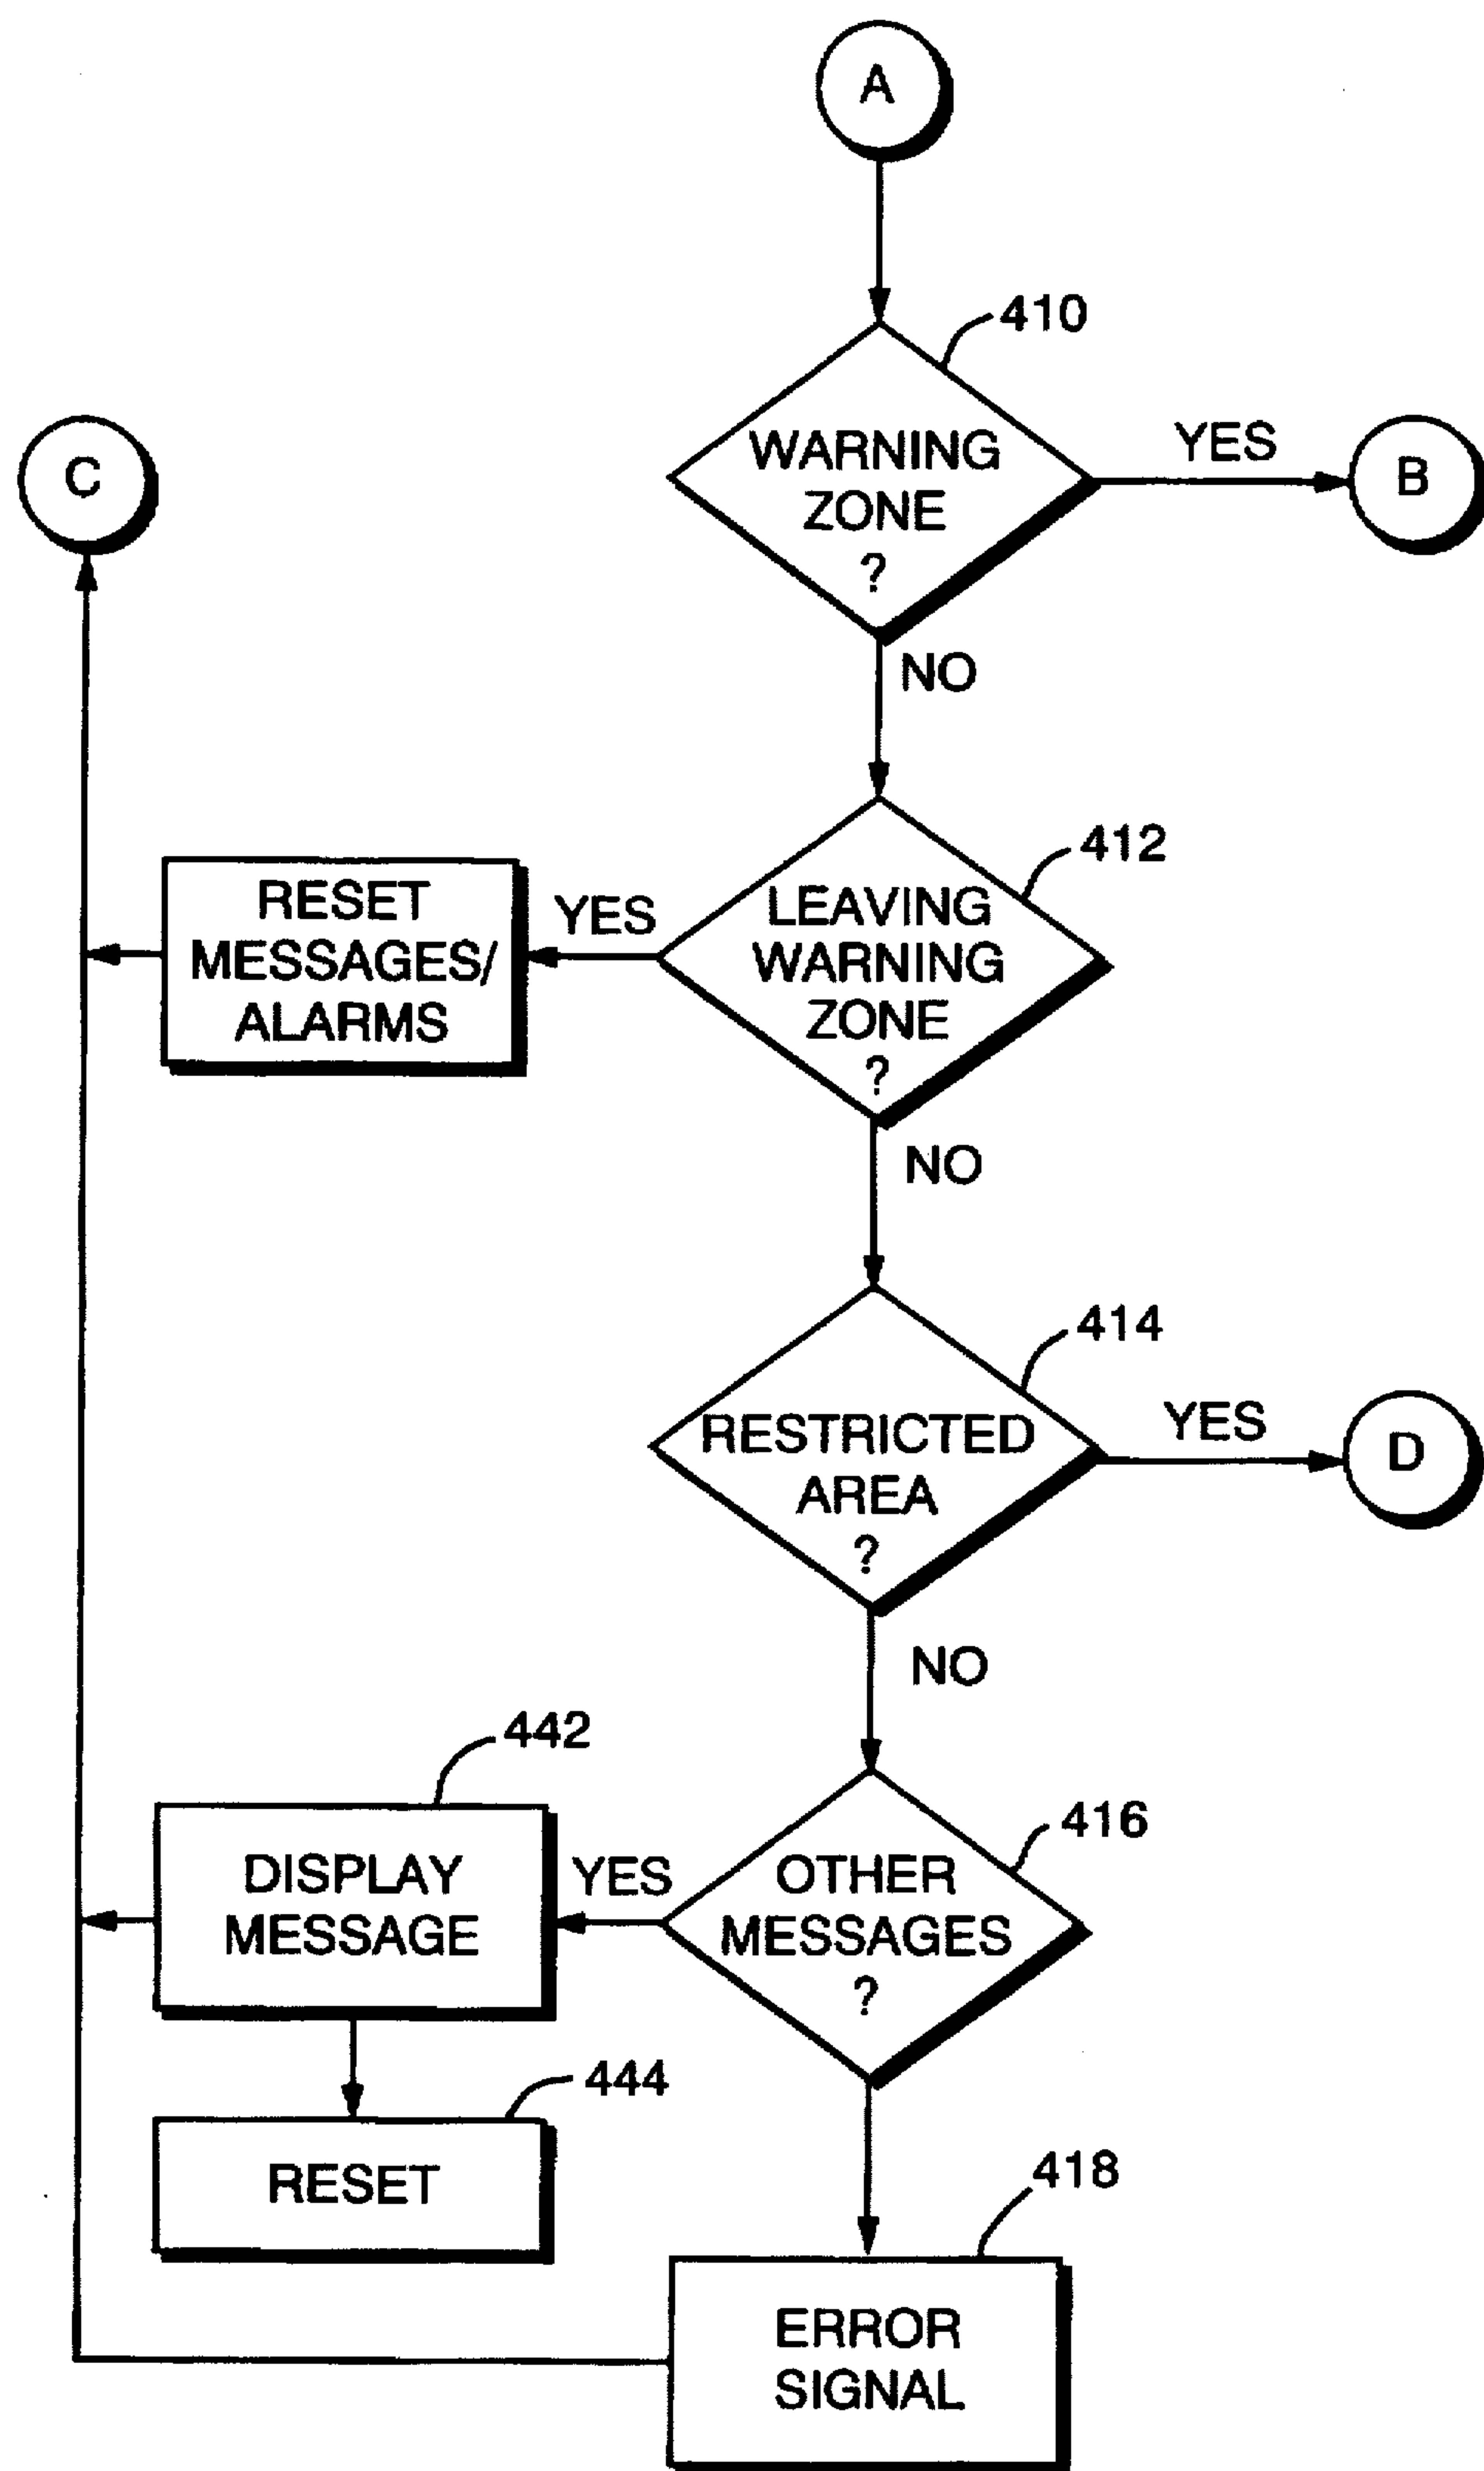 A
410
WARNING
ZONE
?
YES
B
C
NO
412
LEAVING
WARNING
ZONE
?
YES
RESET
MESSAGES/
ALARMS
NO
414
RESTRICTED
AREA
?
YES
D
NO
416
OTHER
MESSAGES
?
YES
442
DISPLAY
MESSAGE
444
RESET
418
ERROR
SIGNAL